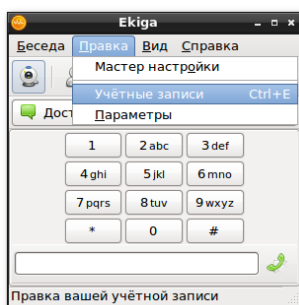 Ekiga
Беседа Правка Вид Справка
Мастер настройки
Учётные записи Ctrl+E
Параметры
1 2 abc 3 def
4 ghi 5 jkl 6 mno
7 pqrs 8 tuv 9 wxyz
* 0 #
Правка вашей учётной записи